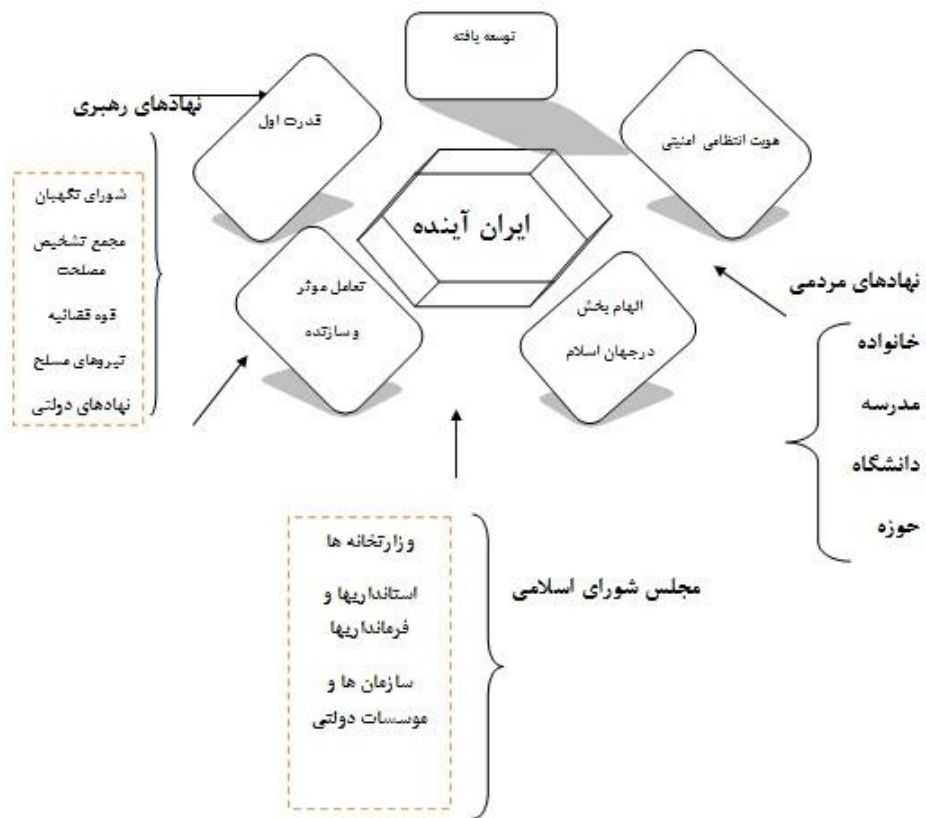 توسعه یافته
قدرت اول
هویت انتظامی امنیتی
ایران آینده
تعامل موثر
و سازنده
الهام بخش
درجهان اسلام
نهادهای رهبری
شورای نگهبان
مجمع تشخیص
مصلحت
قوه قضائیه
نیروهای مسلح
نهادهای دولتی
نهادهای مردمی
خانواده
مدرسه
دانشگاه
حوزه
مجلس شورای اسلامی
وزارتخانه ها
استانداریها و
فرمانداریها
سازمان ها و
موسسات دولتی